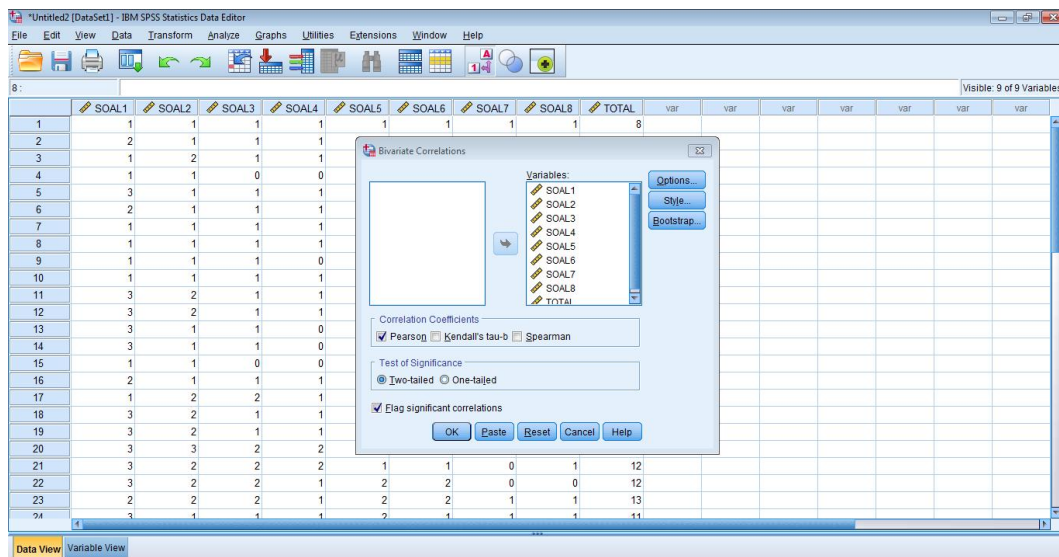 *Untitled2 [DataSet1] - IBM SPSS Statistics Data Editor
File Edit View Data Transform Analyze Graphs Utilities Extensions Window Help
8 :
Visible: 9 of 9 Variables
SOAL1 SOAL2 SOAL3 SOAL4 SOAL5 SOAL6 SOAL7 SOAL8 TOTAL var var var var var var
1 1 1 1 1 1 1 1 1 8
2 2 1 1 1
3 1 2 1 1
4 1 1 0 0
5 3 1 1 1
6 2 1 1 1
7 1 1 1 1
8 1 1 1 1
9 1 1 1 0
10 1 1 1 1
11 3 2 1 1
12 3 2 1 1
13 3 1 1 0
14 3 1 1 0
15 1 1 0 0
16 2 1 1 1
17 1 2 2 1
18 3 2 1 1
19 3 2 1 1
20 3 3 2 2
21 3 2 2 2 1 1 0 1 12
22 3 2 2 1 2 2 0 0 12
23 2 2 2 1 2 2 1 1 13
24 3 1 1 1 2 1 1 1 11
Bivariate Correlations
Variables:
SOAL1
SOAL2
SOAL3
SOAL4
SOAL5
SOAL6
SOAL7
SOAL8
TOTAL
Options...
Style...
Bootstrap...
Correlation Coefficients
Pearson Kendall's tau-b Spearman
Test of Significance
Two-tailed One-tailed
Flag significant correlations
OK Paste Reset Cancel Help
Data View Variable View